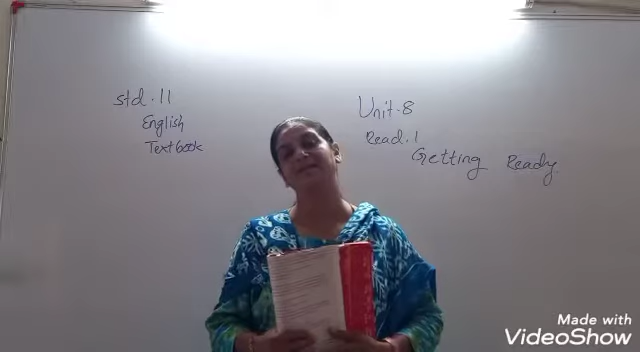 Std. 11
English
Textbook
Unit-8
Read.1
Getting Ready
Made with
VideoShow